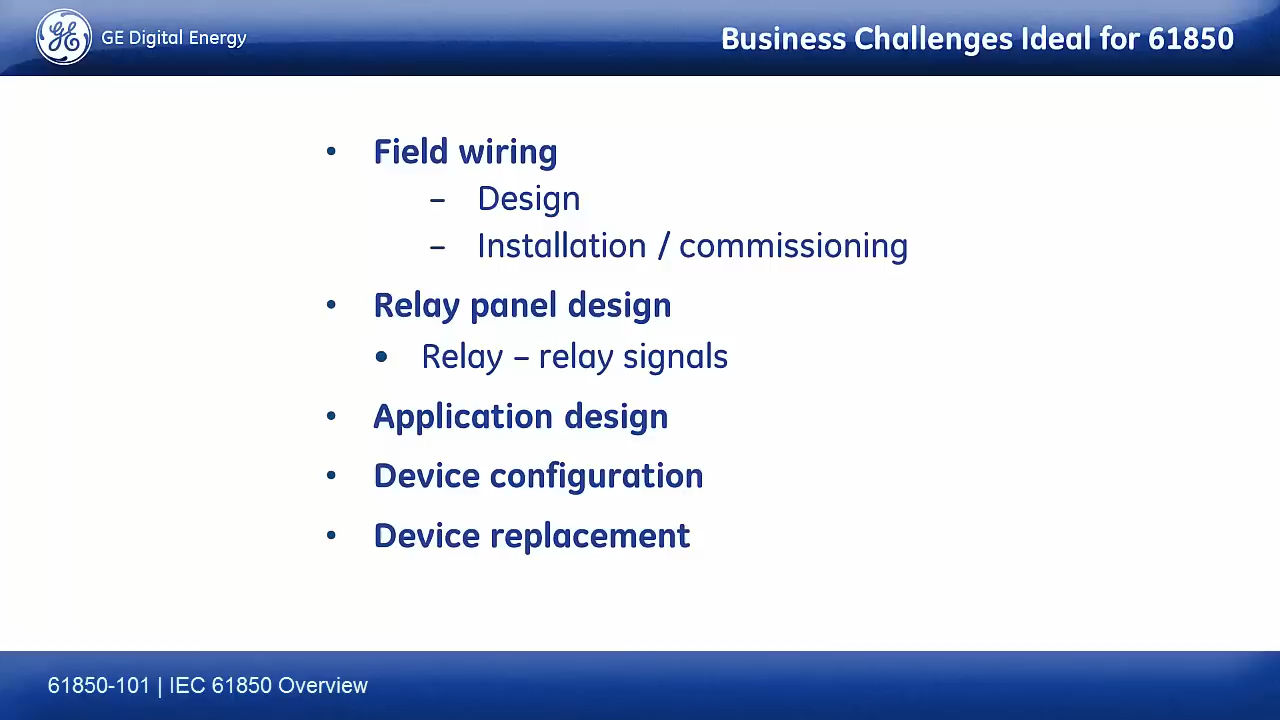 GE Digital Energy
Business Challenges Ideal for 61850
• Field wiring
– Design
– Installation / commissioning
• Relay panel design
• Relay – relay signals
• Application design
• Device configuration
• Device replacement
61850-101 | IEC 61850 Overview